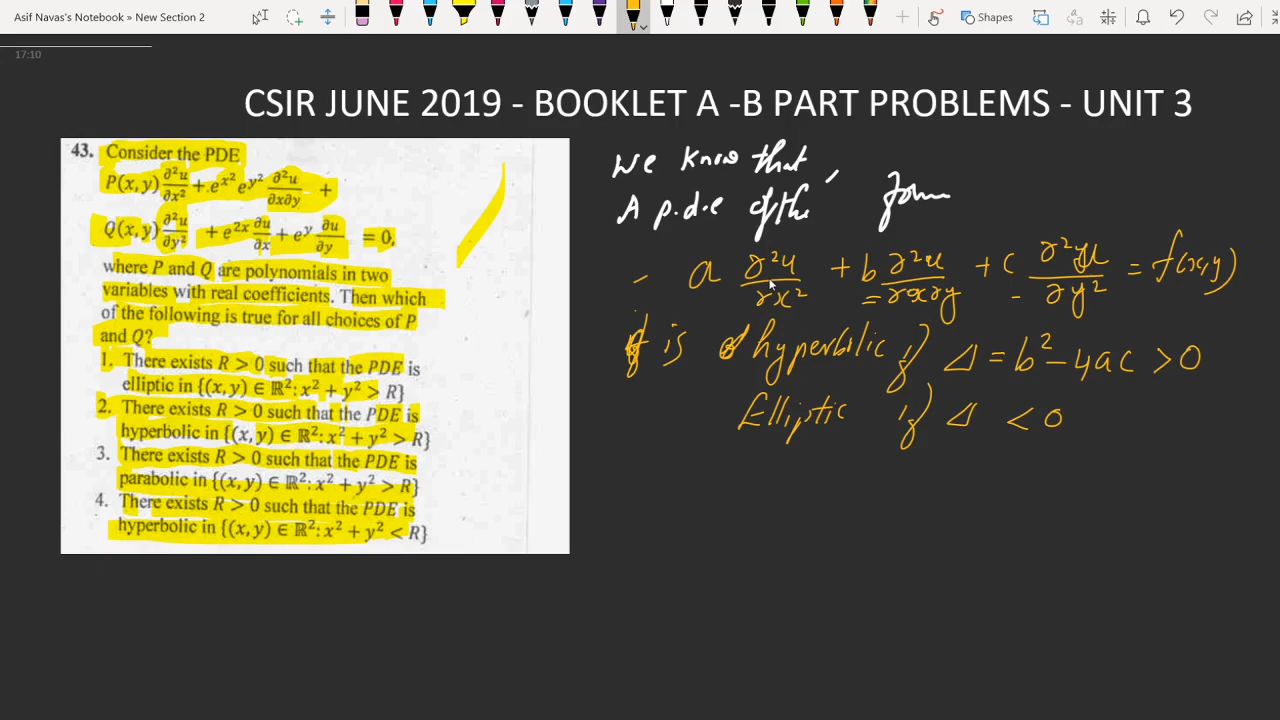 Asif Navas's Notebook » New Section 2
Shapes
17:10
CSIR JUNE 2019 - BOOKLET A -B PART PROBLEMS - UNIT 3
43. Consider the PDE
P(x, y) ∂²u/∂x² + e^x² e^y² ∂²u/∂x∂y +
Q(x, y) ∂²u/∂y² + e^2x ∂u/∂x + e^y ∂u/∂y = 0,
where P and Q are polynomials in two
variables with real coefficients. Then which
of the following is true for all choices of P
and Q?
1. There exists R > 0 such that the PDE is
elliptic in {(x, y) ∈ ℝ²: x² + y² > R}
2. There exists R > 0 such that the PDE is
hyperbolic in {(x, y) ∈ ℝ²: x² + y² > R}
3. There exists R > 0 such that the PDE is
parabolic in {(x, y) ∈ ℝ²: x² + y² > R}
4. There exists R > 0 such that the PDE is
hyperbolic in {(x, y) ∈ ℝ²: x² + y² < R}
We know that
A p.d.e of the form
a ∂²u/∂x² + b ∂²u/∂x∂y + c ∂²u/∂y² = f(x,y)
is hyperbolic if Δ = b² - 4ac > 0
Elliptic if Δ < 0